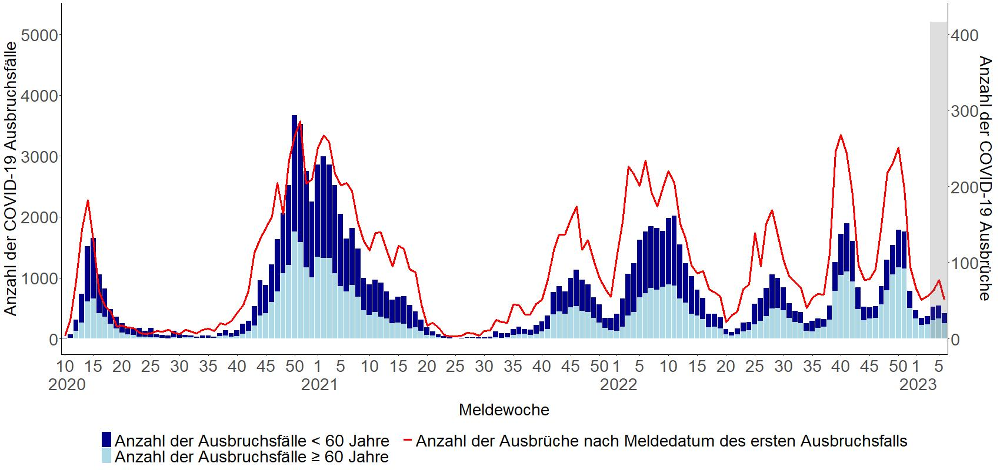 Anzahl der COVID-19 Ausbruchsfälle
5000
4000
3000
2000
1000
0
400
300
200
100
0
Anzahl der COVID-19 Ausbrüche
10 15 20 25 30 35 40 45 50 1 5 10 15 20 25 30 35 40 45 50 1 5 10 15 20 25 30 35 40 45 50 1 5
2020 2021 2022 2023
Meldewoche
Anzahl der Ausbruchsfälle < 60 Jahre Anzahl der Ausbrüche nach Meldedatum des ersten Ausbruchsfalls
Anzahl der Ausbruchsfälle ≥ 60 Jahre